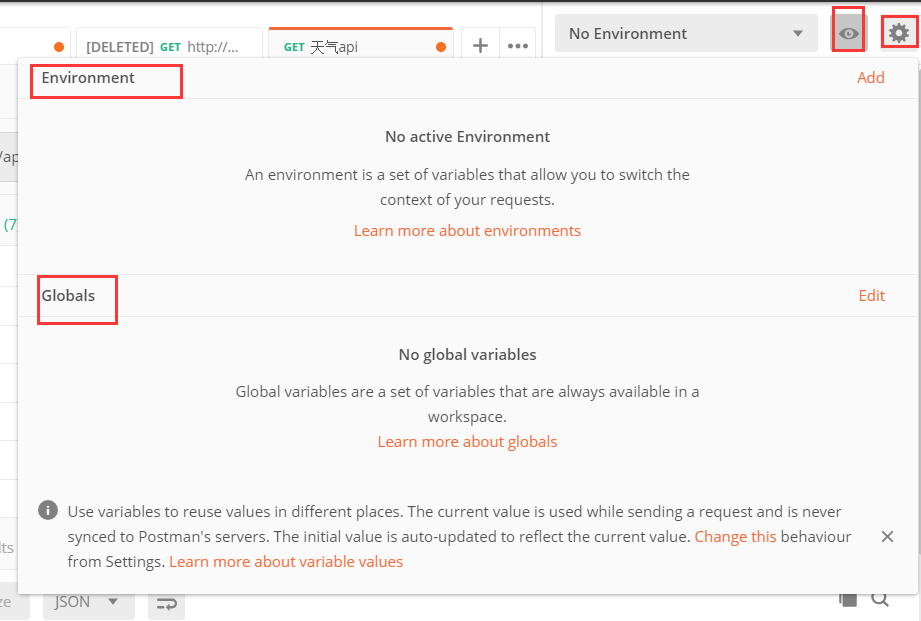 [DELETED] GET http://...
GET 天气api
No Environment
Environment
Add
No active Environment
An environment is a set of variables that allow you to switch the
context of your requests.
Learn more about environments
Globals
Edit
No global variables
Global variables are a set of variables that are always available in a
workspace.
Learn more about globals
Use variables to reuse values in different places. The current value is used while sending a request and is never
synced to Postman's servers. The initial value is auto-updated to reflect the current value. Change this behaviour
from Settings. Learn more about variable values
/ap
(7
lts
ze
JSON